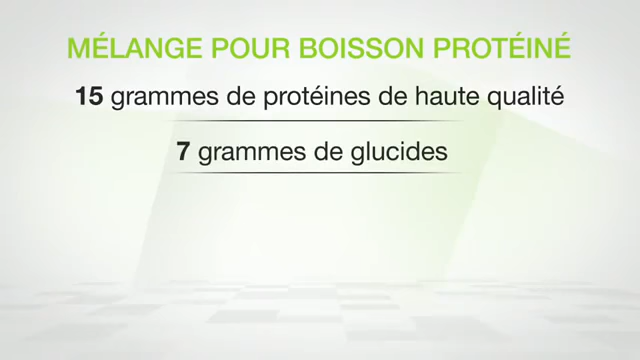 MÉLANGE POUR BOISSON PROTÉINÉ
15 grammes de protéines de haute qualité
7 grammes de glucides